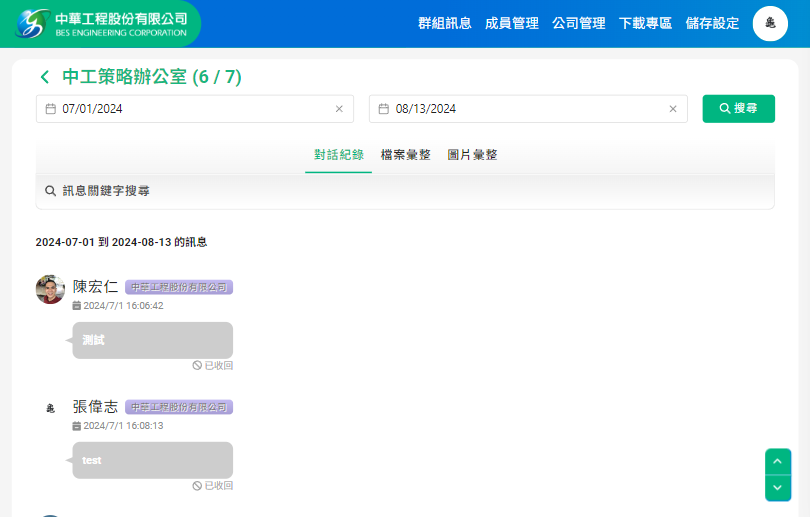 中華工程股份有限公司
BES ENGINEERING CORPORATION
群組訊息 成員管理 公司管理 下載專區 儲存設定
中工策略辦公室 (6 / 7)
07/01/2024
08/13/2024
搜尋
對話紀錄 檔案彙整 圖片彙整
訊息關鍵字搜尋
2024-07-01 到 2024-08-13 的訊息
陳宏仁 中華工程股份有限公司
2024/7/1 16:06:42
測試
已收回
張偉志 中華工程股份有限公司
2024/7/1 16:08:13
test
已收回